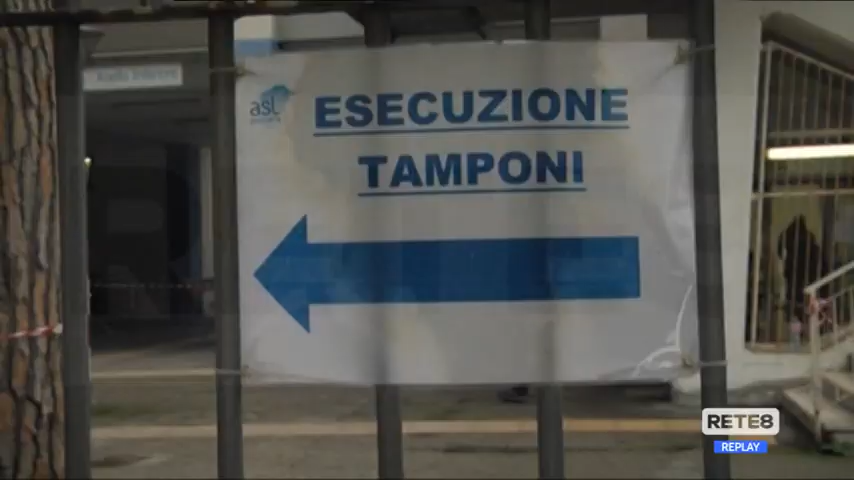 asl
ESECUZIONE
TAMPONI
RETE8
REPLAY